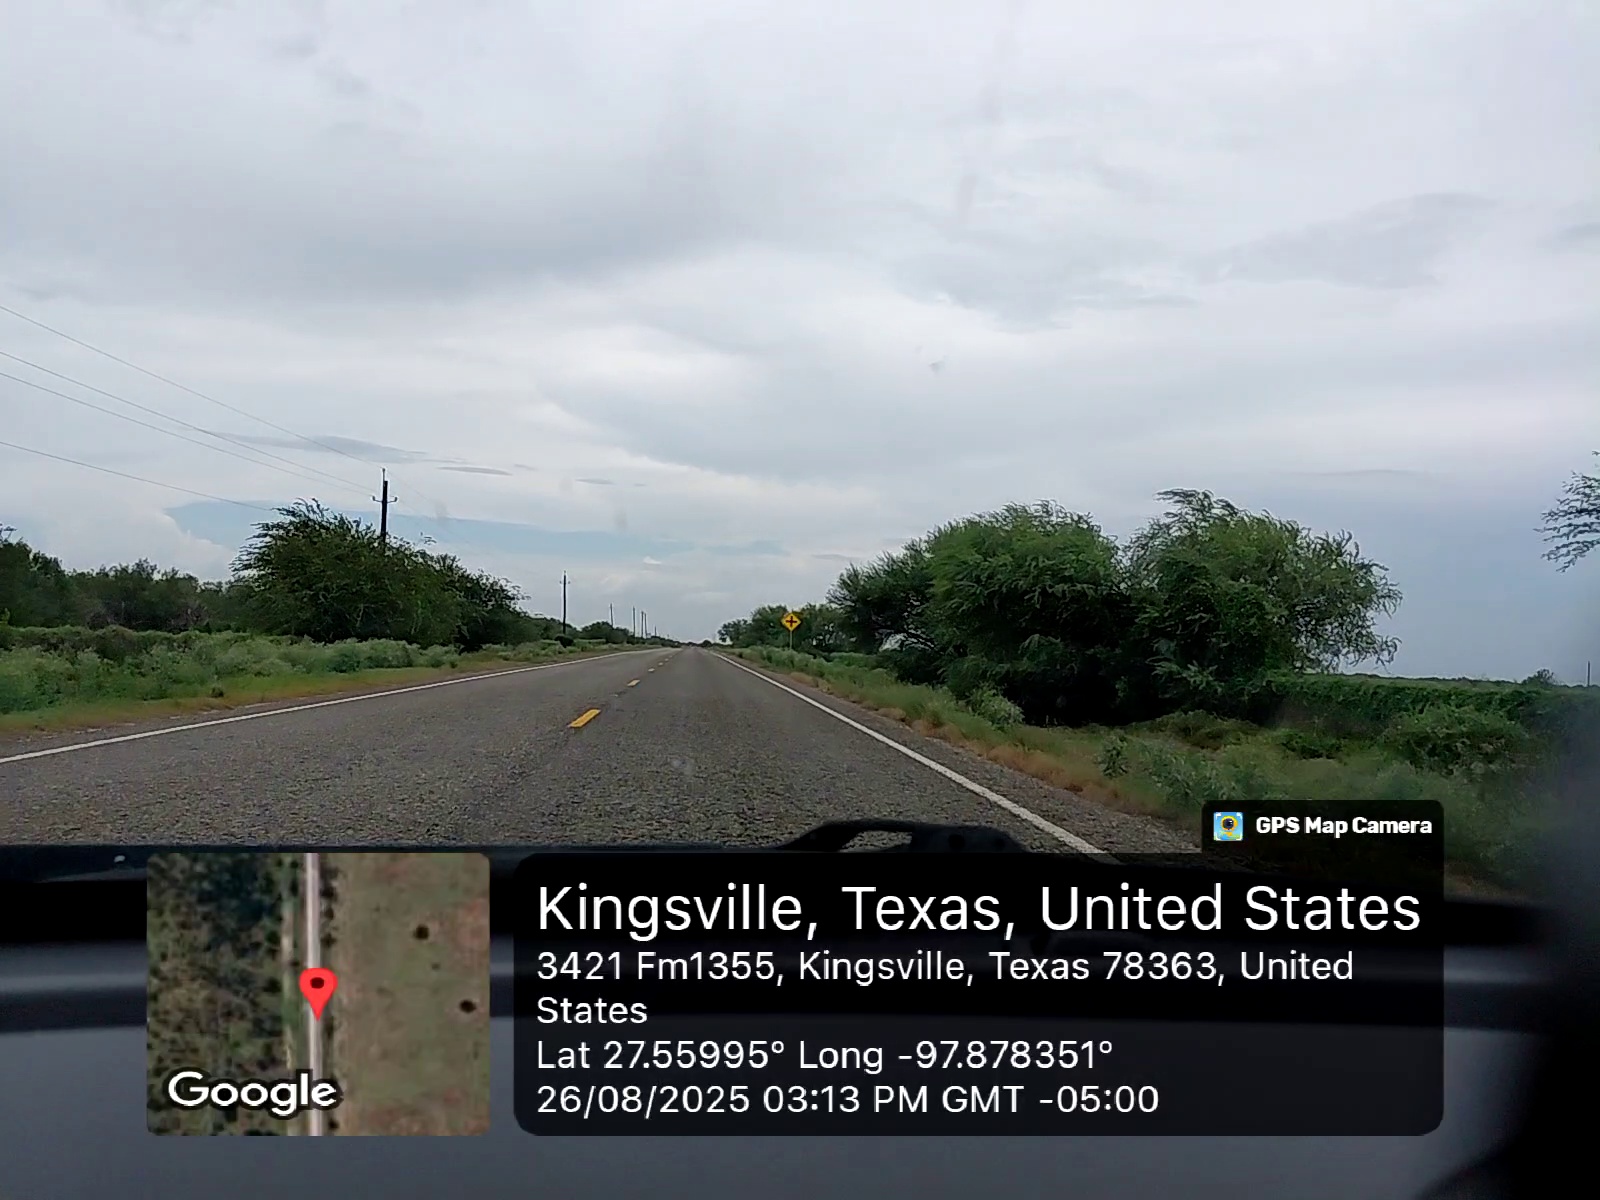 GPS Map Camera
Kingsville, Texas, United States
3421 Fm1355, Kingsville, Texas 78363, United
States
Lat 27.55995° Long -97.878351°
26/08/2025 03:13 PM GMT -05:00
Google